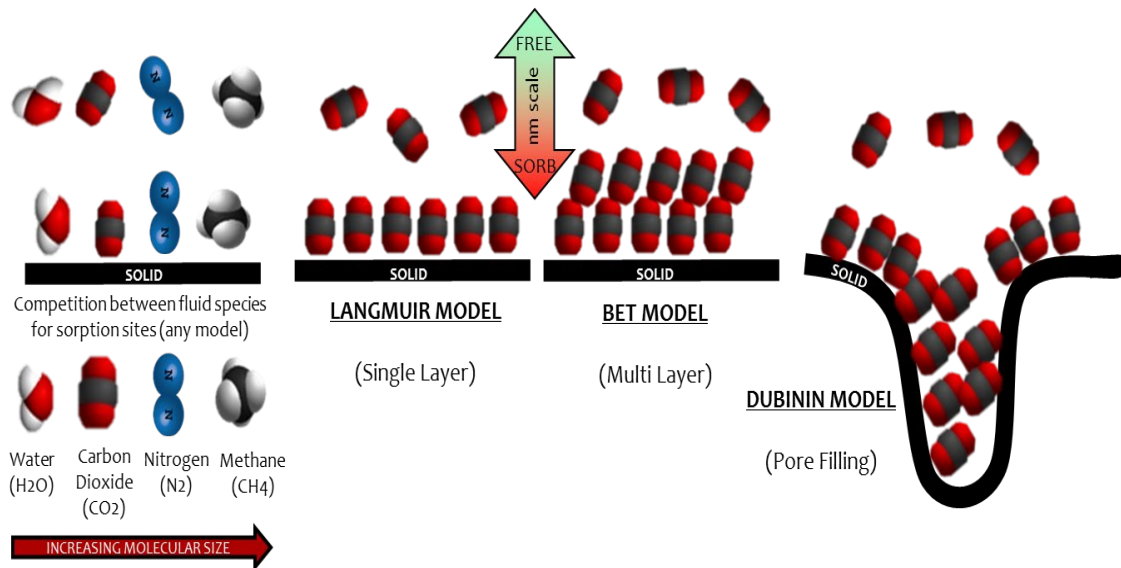 FREE
nm scale
SORB
N
N
N
N
SOLID
Competition between fluid species
for sorption sites (any model)
N
N
Water
(H2O)
Carbon
Dioxide
(CO2)
Nitrogen
(N2)
Methane
(CH4)
INCREASING MOLECULAR SIZE
SOLID
LANGMUIR MODEL
(Single Layer)
SOLID
BET MODEL
(Multi Layer)
SOLID
DUBININ MODEL
(Pore Filling)